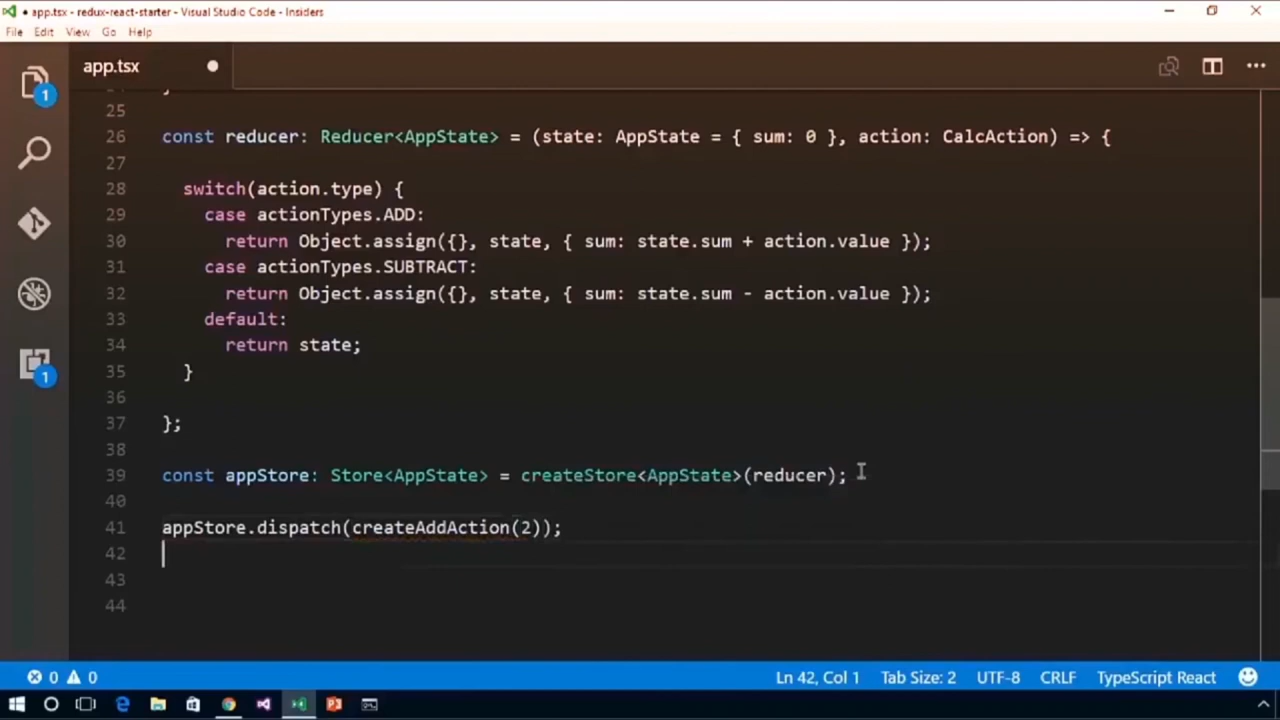 app.tsx - redux-react-starter - Visual Studio Code - Insiders
File Edit View Go Help
app.tsx
1
25
26 const reducer: Reducer<AppState> = (state: AppState = { sum: 0 }, action: CalcAction) => {
27
28 switch(action.type) {
29 case actionTypes.ADD:
30 return Object.assign({}, state, { sum: state.sum + action.value });
31 case actionTypes.SUBTRACT:
32 return Object.assign({}, state, { sum: state.sum - action.value });
33 default:
34 return state;
35 }
36
37 };
38
39 const appStore: Store<AppState> = createStore<AppState>(reducer);
40
41 appStore.dispatch(createAddAction(2));
42
43
44
1
0 0 Ln 42, Col 1 Tab Size: 2 UTF-8 CRLF TypeScript React